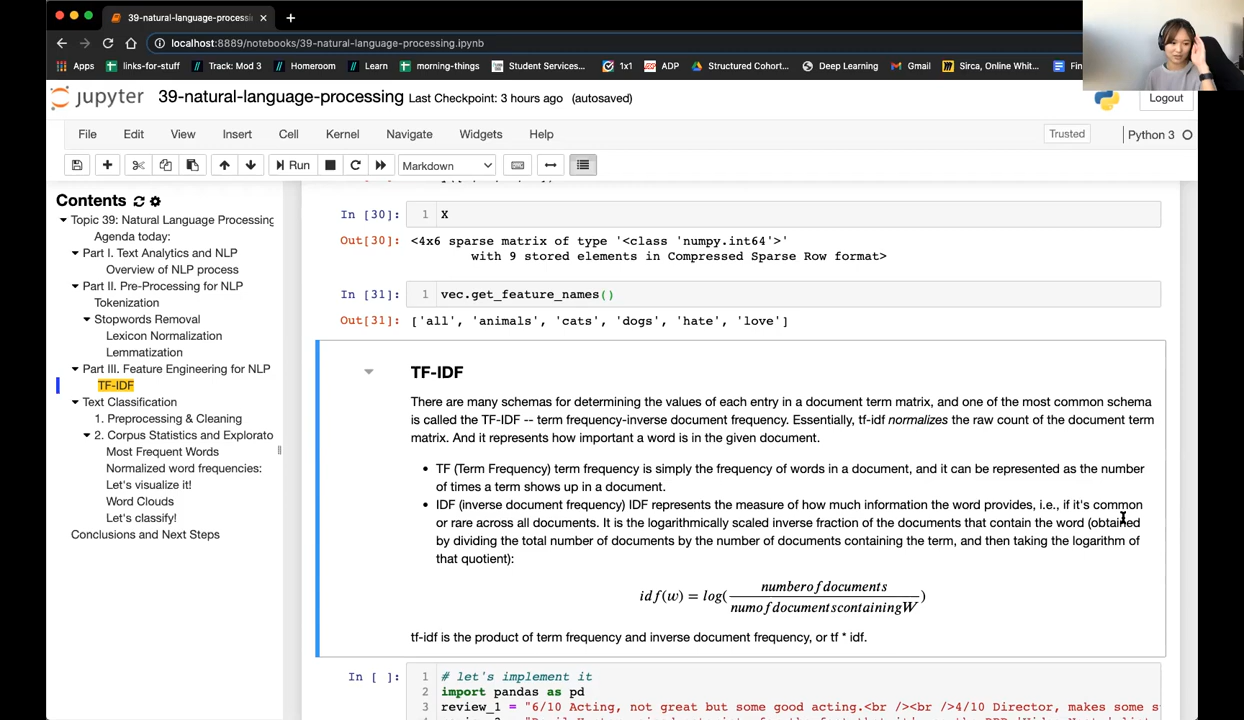 39-natural-language-processi
localhost:8889/notebooks/39-natural-language-processing.ipynb
Apps links-for-stuff Track: Mod 3 Homeroom Learn morning-things Student Services... 1x1 ADP Structured Cohort... Deep Learning Gmail Sirca, Online Whit... Fin
jupyter 39-natural-language-processing Last Checkpoint: 3 hours ago (autosaved) Logout
File Edit View Insert Cell Kernel Navigate Widgets Help Trusted Python 3
Run Markdown
Contents
Topic 39: Natural Language Processing
Agenda today:
Part I. Text Analytics and NLP
Overview of NLP process
Part II. Pre-Processing for NLP
Tokenization
Stopwords Removal
Lexicon Normalization
Lemmatization
Part III. Feature Engineering for NLP
TF-IDF
Text Classification
1. Preprocessing & Cleaning
2. Corpus Statistics and Explorato
Most Frequent Words
Normalized word frequencies:
Let's visualize it!
Word Clouds
Let's classify!
Conclusions and Next Steps
In [30]: 1 X
Out[30]: <4x6 sparse matrix of type '<class 'numpy.int64'>'
with 9 stored elements in Compressed Sparse Row format>
In [31]: 1 vec.get_feature_names()
Out[31]: ['all', 'animals', 'cats', 'dogs', 'hate', 'love']
TF-IDF
There are many schemas for determining the values of each entry in a document term matrix, and one of the most common schema
is called the TF-IDF -- term frequency-inverse document frequency. Essentially, tf-idf normalizes the raw count of the document term
matrix. And it represents how important a word is in the given document.
• TF (Term Frequency) term frequency is simply the frequency of words in a document, and it can be represented as the number
of times a term shows up in a document.
• IDF (inverse document frequency) IDF represents the measure of how much information the word provides, i.e., if it's common
or rare across all documents. It is the logarithmically scaled inverse fraction of the documents that contain the word (obtained
by dividing the total number of documents by the number of documents containing the term, and then taking the logarithm of
that quotient):
idf(w) = log(numberofdocuments / numofdocumentscontainingW)
tf-idf is the product of term frequency and inverse document frequency, or tf * idf.
In [ ]: 1 # let's implement it
2 import pandas as pd
3 review_1 = "6/10 Acting, not great but some good acting.<br /><br />4/10 Director, makes some s